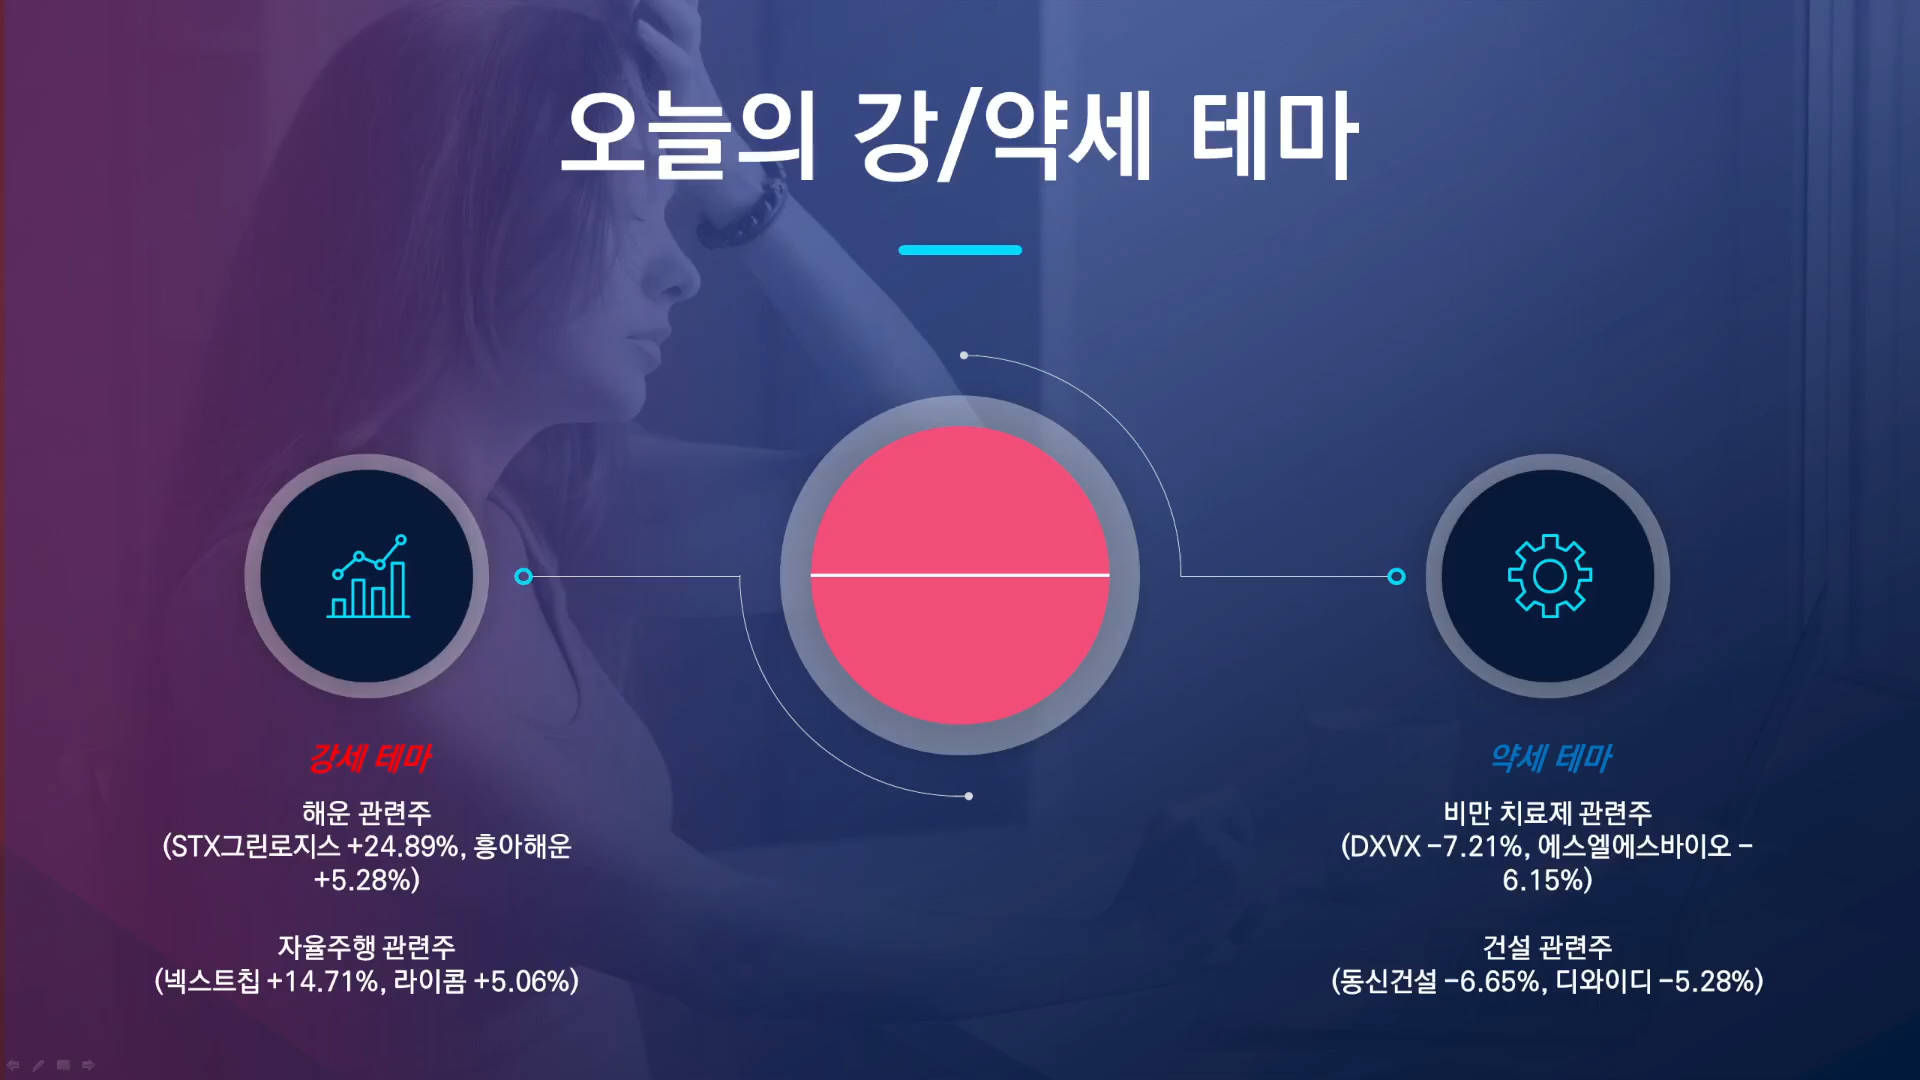 오늘의 강/약세 테마
강세 테마
해운 관련주
(STX그린로지스 +24.89%, 흥아해운
+5.28%)
자율주행 관련주
(넥스트칩 +14.71%, 라이콤 +5.06%)
약세 테마
비만 치료제 관련주
(DXVX -7.21%, 에스엘에스바이오 -
6.15%)
건설 관련주
(동신건설 -6.65%, 디와이디 -5.28%)